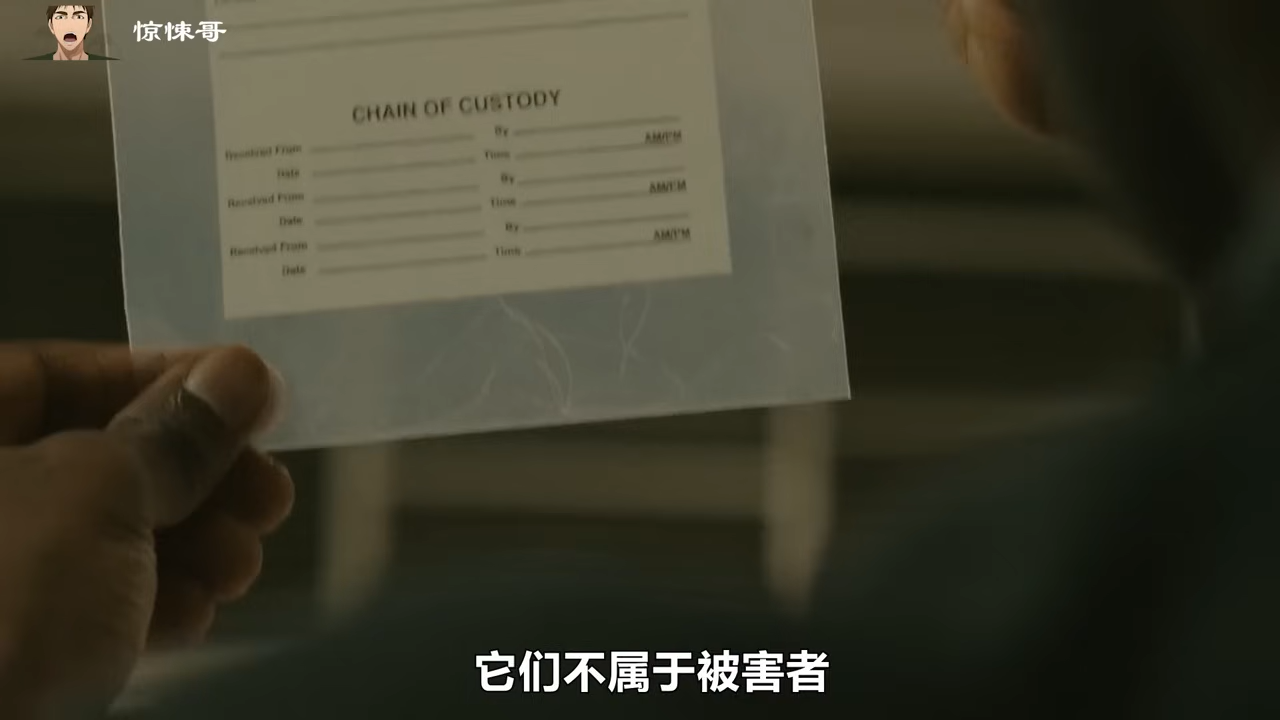 惊悚哥
CHAIN OF CUSTODY
Received From By
Date Time AM/PM
Received From By
Date Time AM/PM
Received From By
Date Time AM/PM
它们不属于被害者